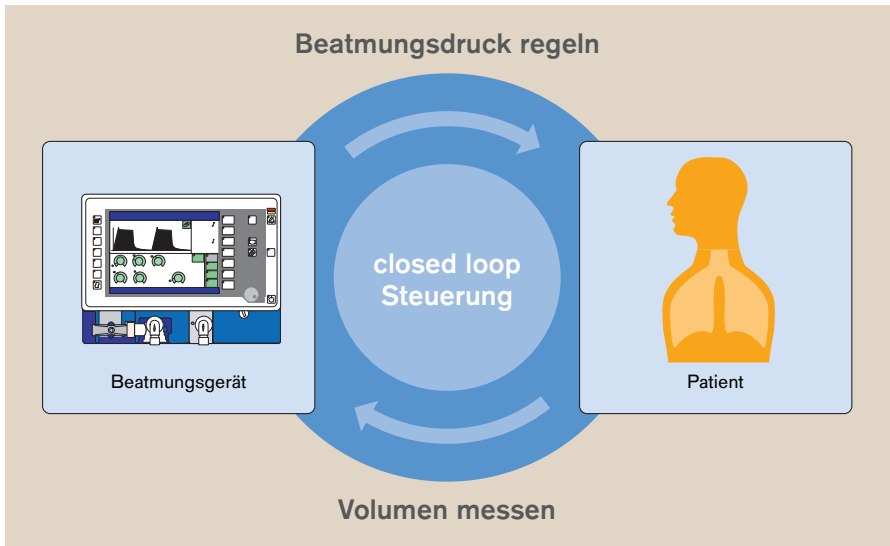 Beatmungsdruck regeln
closed loop
Steuerung
Beatmungsgerät
Patient
Volumen messen